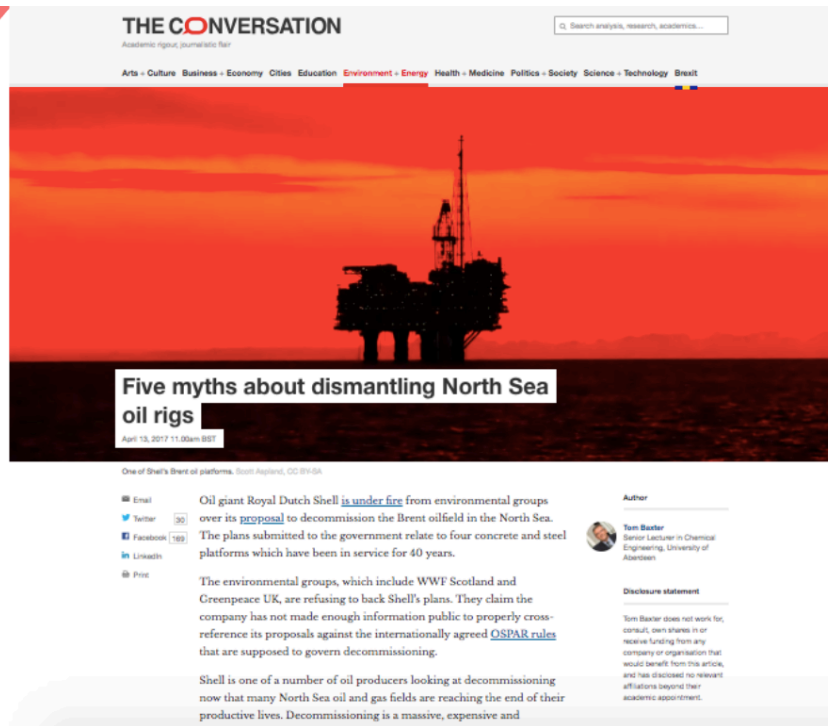 THE CONVERSATION
Search analysis, research, academics...
Academic rigour, journalistic flair
Arts + Culture Business + Economy Cities Education Environment + Energy Health + Medicine Politics + Society Science + Technology Brexit
Five myths about dismantling North Sea
oil rigs
April 13, 2017 11.00am BST
One of Shell's Brent oil platforms. Scott Aspland, CC BY-SA
Email
Twitter 30
Facebook 169
LinkedIn
Print
Oil giant Royal Dutch Shell is under fire from environmental groups
over its proposal to decommission the Brent oilfield in the North Sea.
The plans submitted to the government relate to four concrete and steel
platforms which have been in service for 40 years.
The environmental groups, which include WWF Scotland and
Greenpeace UK, are refusing to back Shell's plans. They claim the
company has not made enough information public to properly cross-
reference its proposals against the internationally agreed OSPAR rules
that are supposed to govern decommissioning.
Shell is one of a number of oil producers looking at decommissioning
now that many North Sea oil and gas fields are reaching the end of their
productive lives. Decommissioning is a massive, expensive and
Author
Tom Baxter
Senior Lecturer in Chemical
Engineering, University of
Aberdeen
Disclosure statement
Tom Baxter does not work for,
consult, own shares in or
receive funding from any
company or organisation that
would benefit from this article,
and has disclosed no relevant
affiliations beyond their
academic appointment.